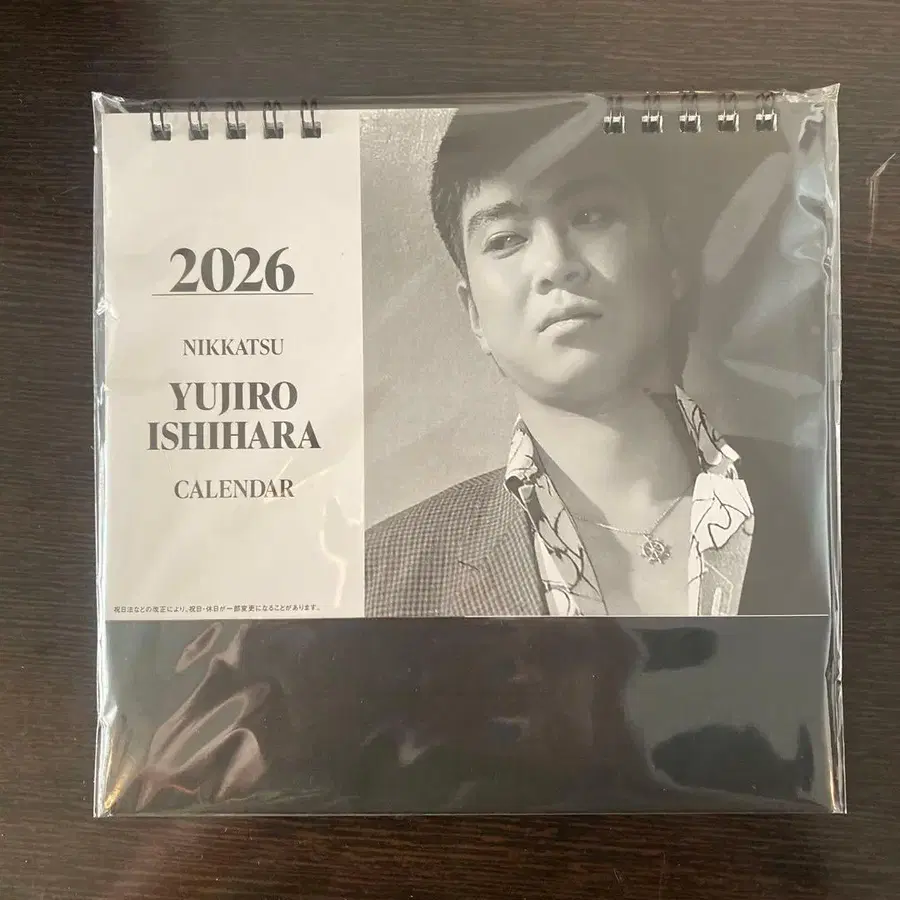 2026
NIKKATSU
YUJIRO
ISHIHARA
CALENDAR
祝日法などの改正により、祝日・休日が一部変更になることがあります。